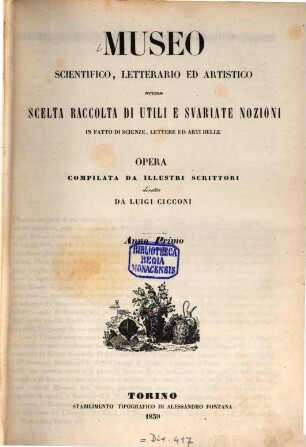 MUSEO
SCIENTIFICO, LETTERARIO ED ARTISTICO
OVVERO
SCELTA RACCOLTA DI UTILI E SVARIATE NOZIONI
IN FATTO DI SCIENZE, LETTERE ED ARTI BELLE
OPERA
COMPILATA DA ILLUSTRI SCRITTORI
diretta
DA LUIGI CICCONI
Anno Primo
BIBLIOTHECA
REGIA
MONACENSIS
TORINO
STABILIMENTO TIPOGRAFICO DI ALESSANDRO FONTANA
1839
= Div. 417